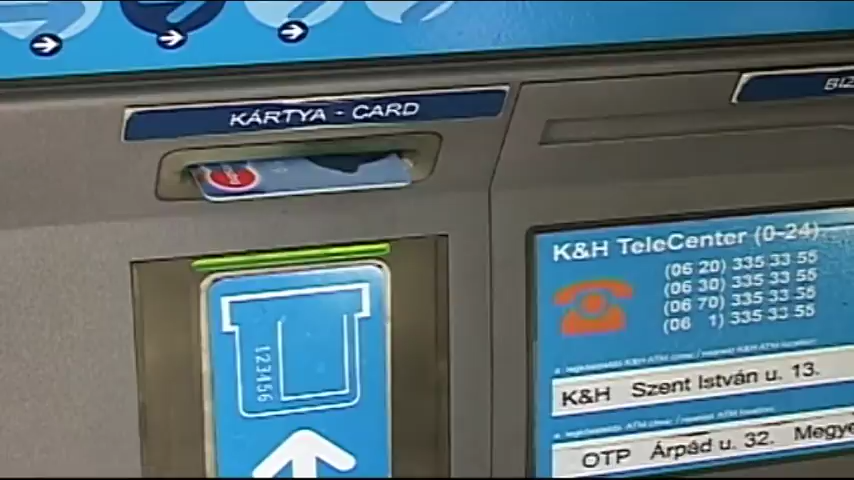 KÁRTYA - CARD
BIZ
K&H TeleCenter (0-24)
(06 20) 335 33 55
(06 30) 335 33 55
(06 70) 335 33 55
(06 1) 335 33 55
123456
K&H Szent István u. 13.
OTP Árpád u. 32. Megye